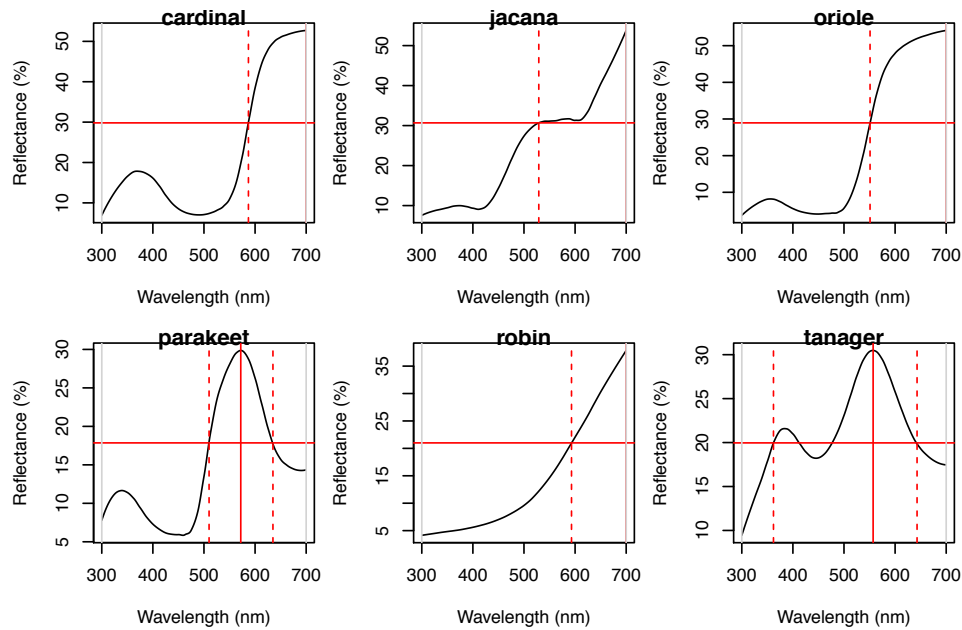 cardinal jacana oriole
Reflectance (%) Reflectance (%) Reflectance (%)
50 50 50
40 40 40
30 30 30
20 20 20
10 10 10
300 400 500 600 700 300 400 500 600 700 300 400 500 600 700
Wavelength (nm) Wavelength (nm) Wavelength (nm)
parakeet robin tanager
Reflectance (%) Reflectance (%) Reflectance (%)
30 35 30
25 25 25
20 15 20
15 5 15
10 10
5
300 400 500 600 700 300 400 500 600 700 300 400 500 600 700
Wavelength (nm) Wavelength (nm) Wavelength (nm)